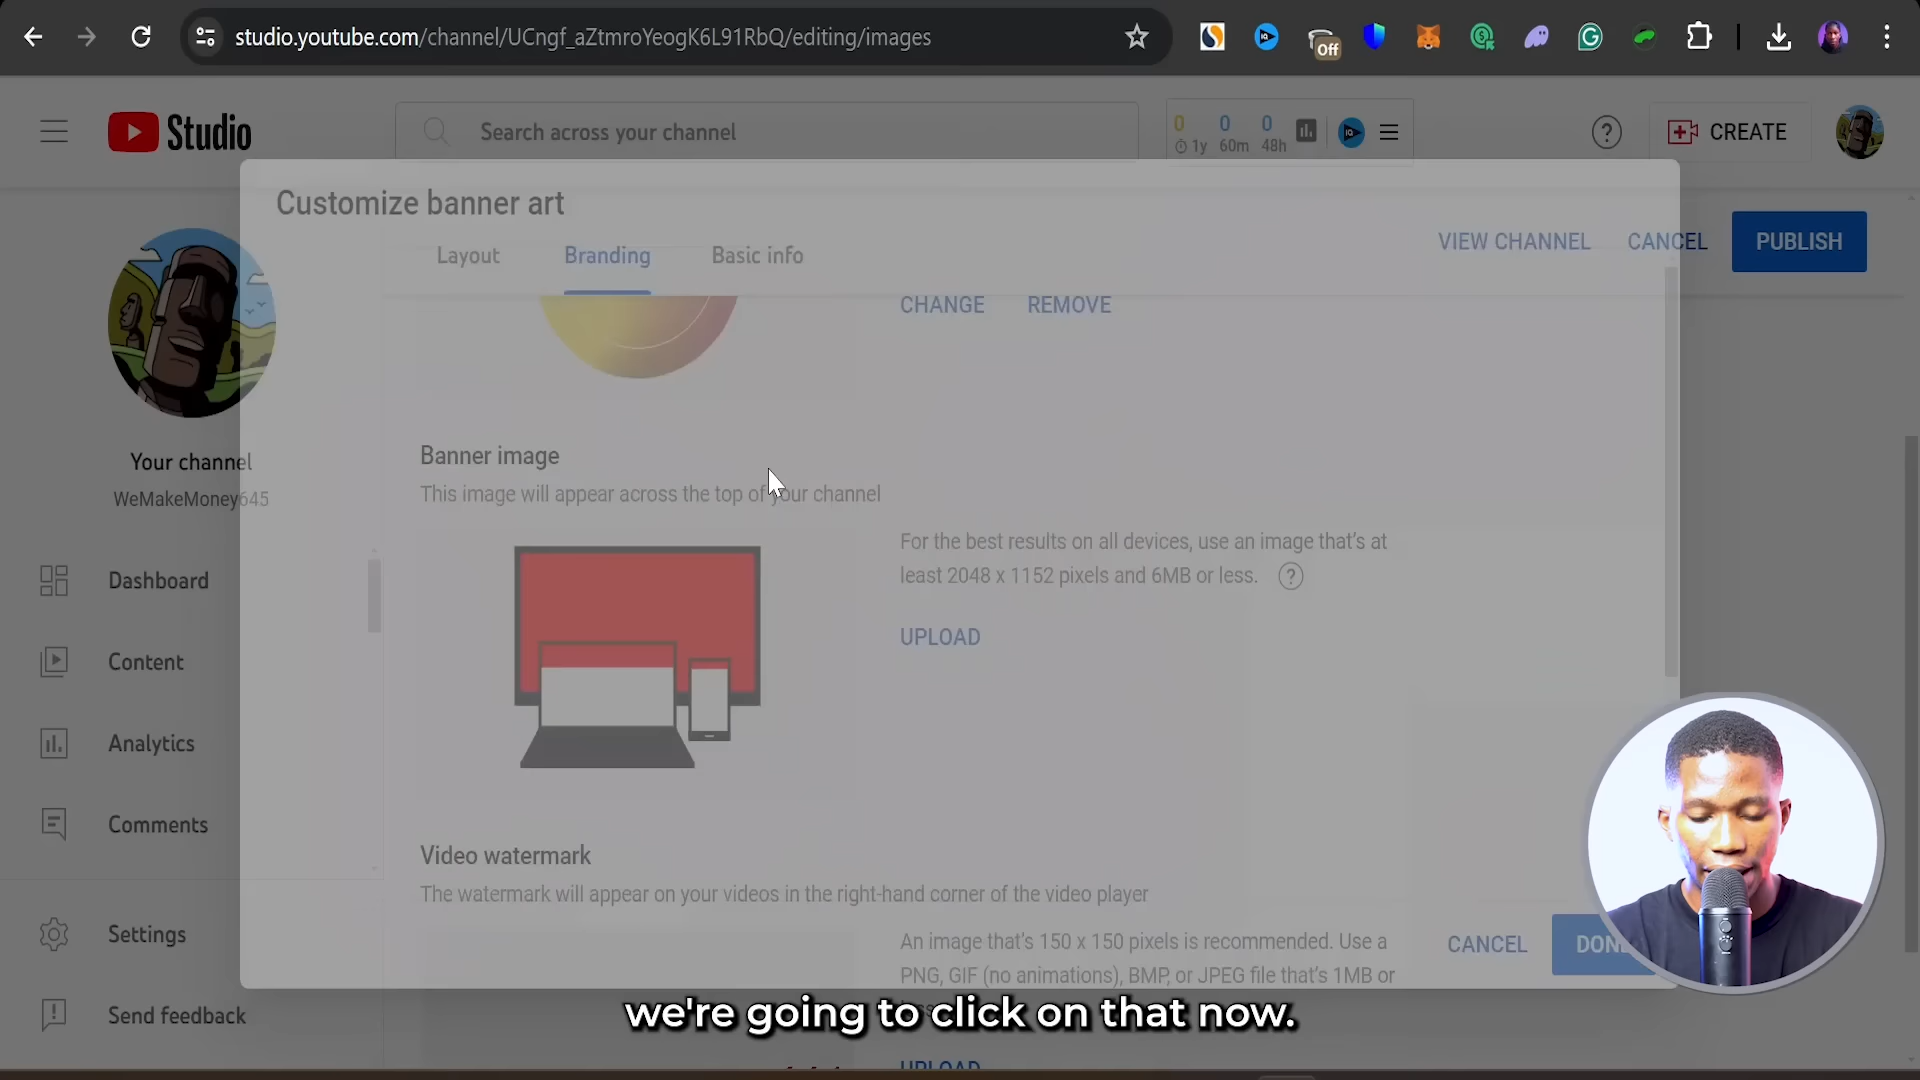 studio.youtube.com/channel/UCngf_aZtmroYeogK6L91RbQ/editing/images
Off
Studio
Search across your channel
0 0 0
1y 60m 48h
CREATE
Customize banner art
Layout Branding Basic info
VIEW CHANNEL CANCEL PUBLISH
CHANGE REMOVE
Your channel
WeMakeMoney645
Banner image
This image will appear across the top of your channel
For the best results on all devices, use an image that's at
least 2048 x 1152 pixels and 6MB or less.
UPLOAD
Dashboard
Content
Analytics
Comments
Settings
Send feedback
Video watermark
The watermark will appear on your videos in the right-hand corner of the video player
An image that's 150 x 150 pixels is recommended. Use a
PNG, GIF (no animations), BMP, or JPEG file that's 1MB or
CANCEL
we're going to click on that now.
UPLOAD